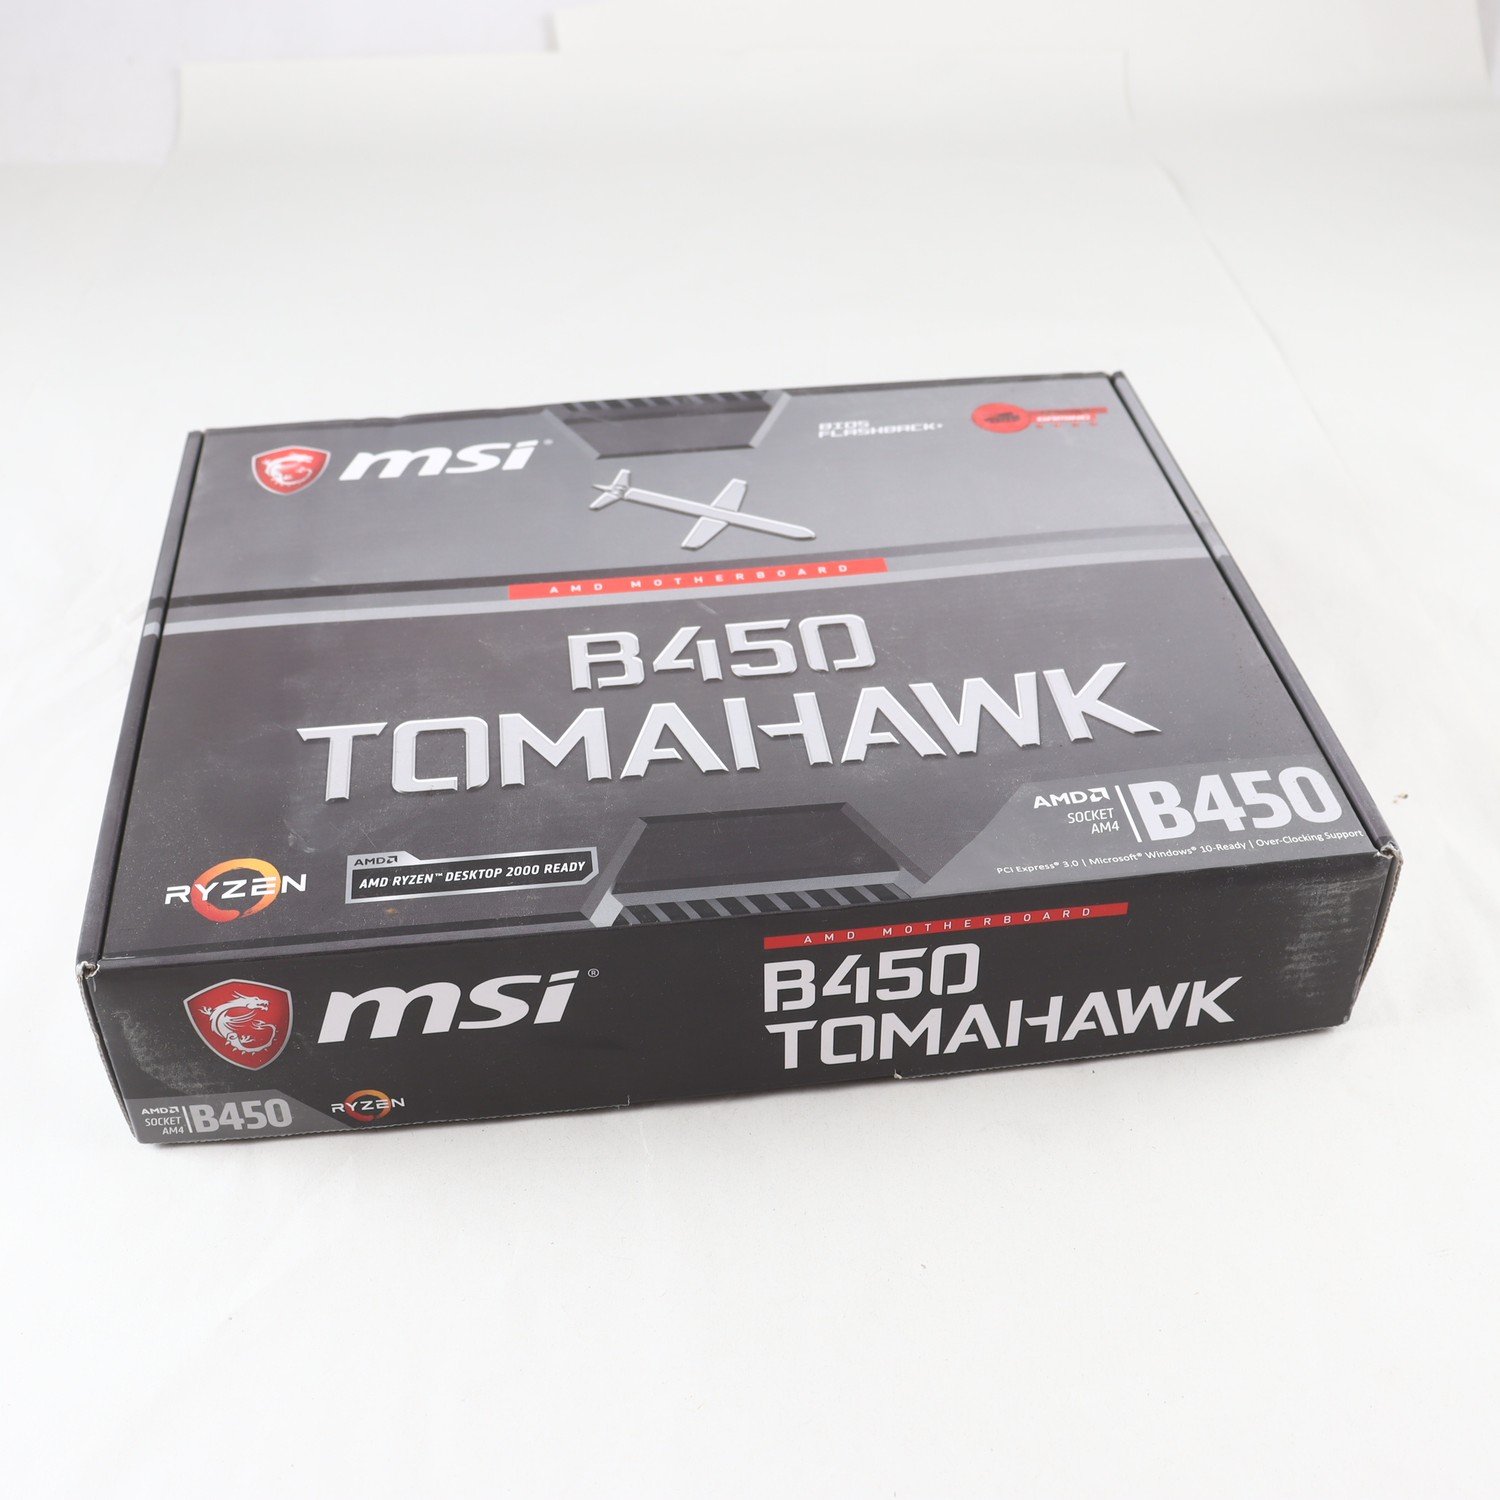 msi®
BIOS
FLASHBACK+
GAMING
AMD MOTHERBOARD
B450
TOMAHAWK
AMD
SOCKET
AM4
B450
PCI Express® 3.0 | Microsoft® Windows® 10-Ready | Over-Clocking Support
RYZEN
AMD
AMD RYZEN™ DESKTOP 2000 READY
AMD MOTHERBOARD
msi®
B450
TOMAHAWK
AMD
SOCKET
AM4
B450
RYZEN